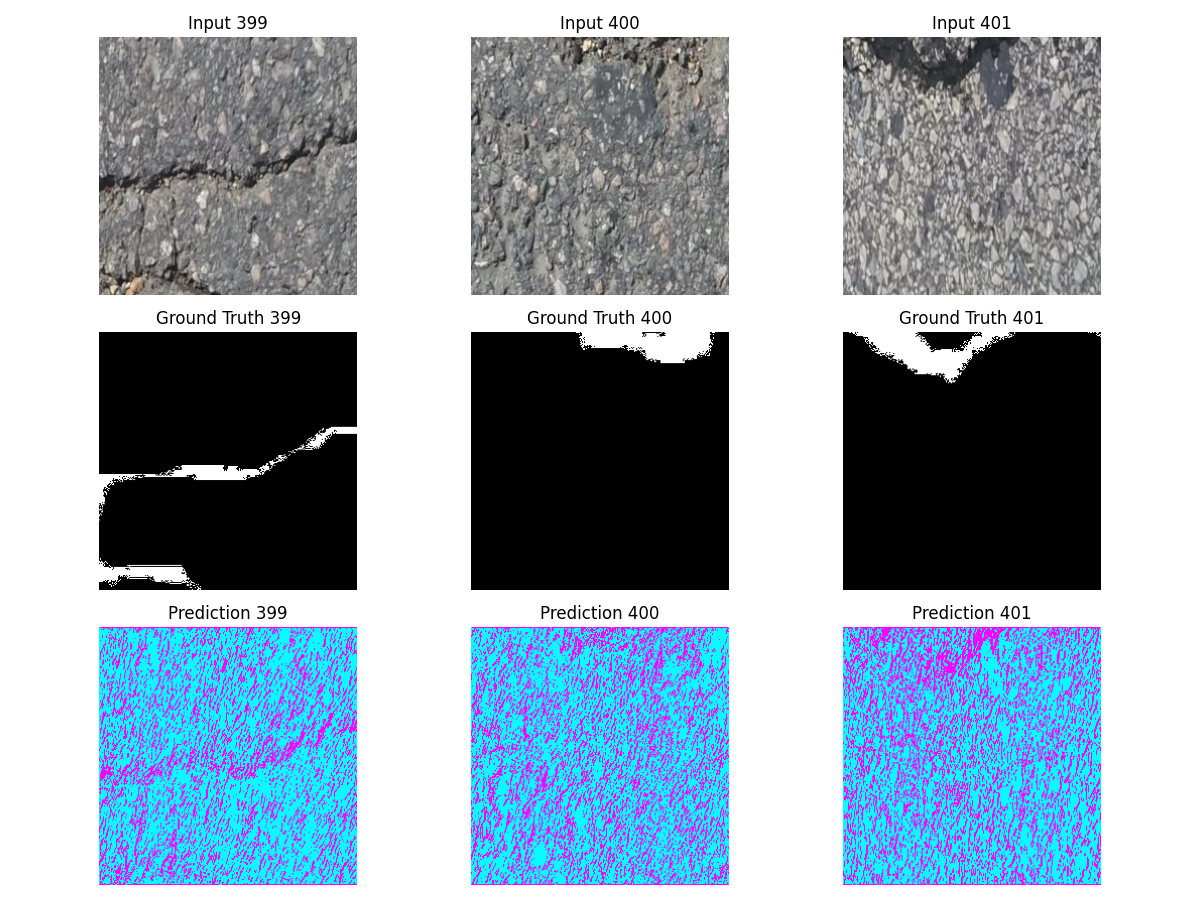 Input 399
Input 400
Input 401
Ground Truth 399
Ground Truth 400
Ground Truth 401
Prediction 399
Prediction 400
Prediction 401